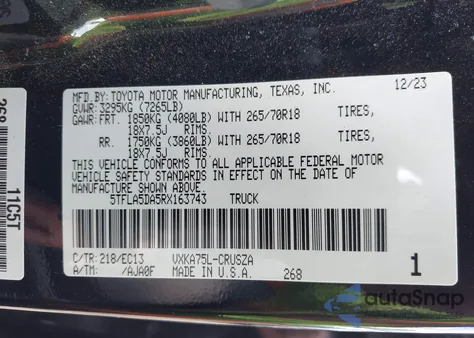 MFD.BY: TOYOTA MOTOR MANUFACTURING, TEXAS, INC. 12/23
GVWR: 3295KG (7265LB)
GAWR: FRT. 1850KG (4080LB) WITH 265/70R18 TIRES,
18X7.5J RIMS,
RR. 1750KG (3860LB) WITH 265/70R18 TIRES,
18X7.5J RIMS.
THIS VEHICLE CONFORMS TO ALL APPLICABLE FEDERAL MOTOR
VEHICLE SAFETY STANDARDS IN EFFECT ON THE DATE OF
MANUFACTURE SHOWN ABOVE.
5TFLA5DA5RX163743 TRUCK
C/TR: 218/EC13 VXKA75L-CRUSZA
A/TM: /AJA0F MADE IN U.S.A. 268 1
268
11C5T
autoSnap